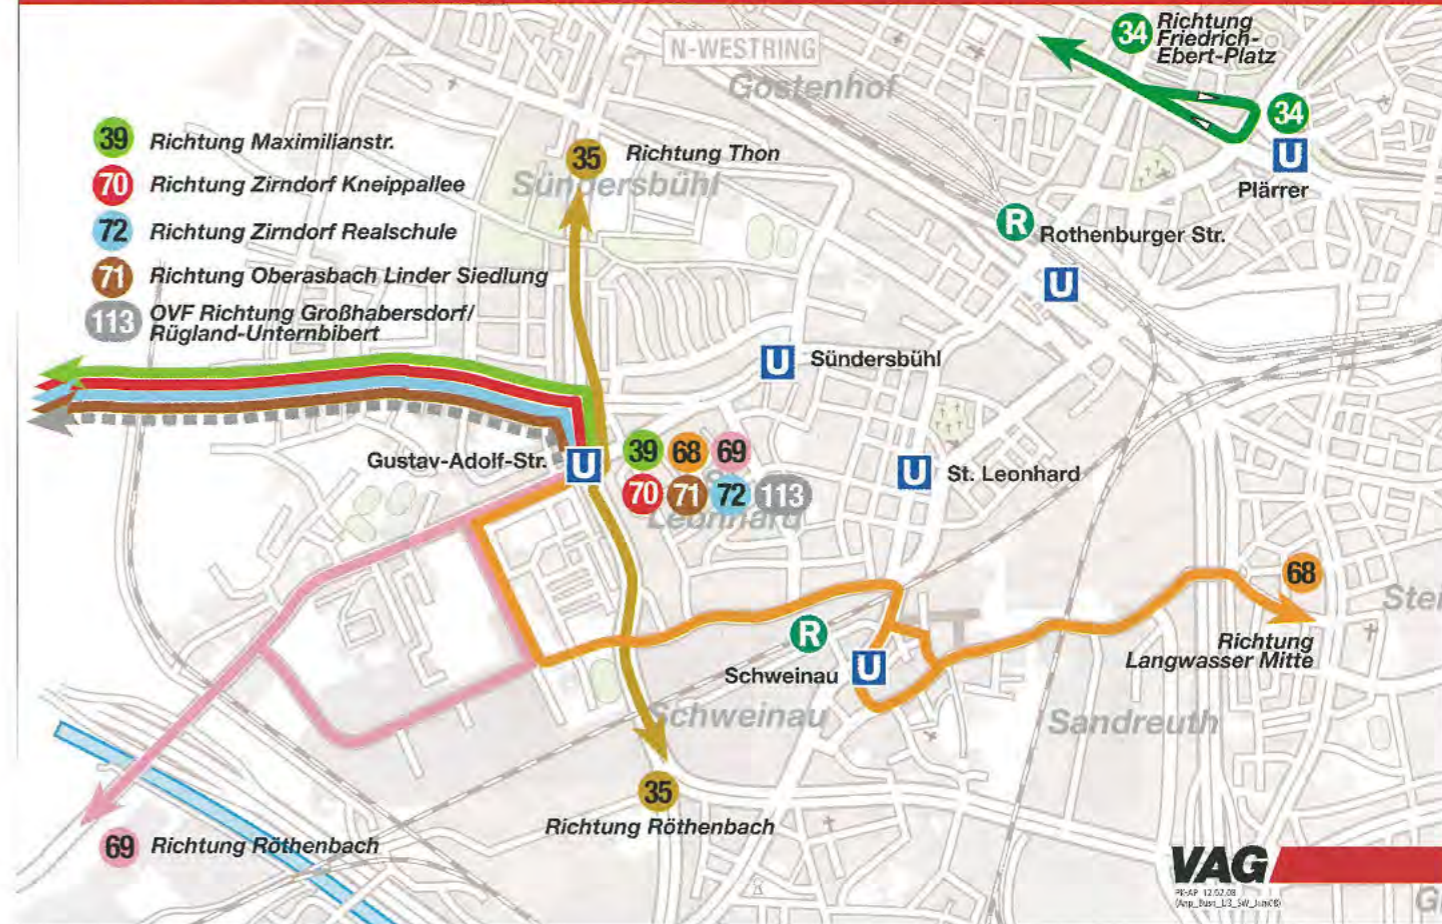 N-WESTRING
Gostenhof
34
Richtung
Friedrich-
Ebert-Platz
34
U
Plärrer
39 Richtung Maximilianstr.
70 Richtung Zirndorf Kneippallee
72 Richtung Zirndorf Realschule
71 Richtung Oberasbach Linder Siedlung
113 OVF Richtung Großhabersdorf/
Rügland-Unternbibert
35 Richtung Thon
Sündersbühl
R Rothenburger Str.
U
U Sündersbühl
Gustav-Adolf-Str. U
39 68 69
70 71 72 113
Leonhard
U St. Leonhard
68
Richtung
Langwasser Mitte
R
Schweinau U
Schweinau
Sandreuth
35
Richtung Röthenbach
69 Richtung Röthenbach
VAG